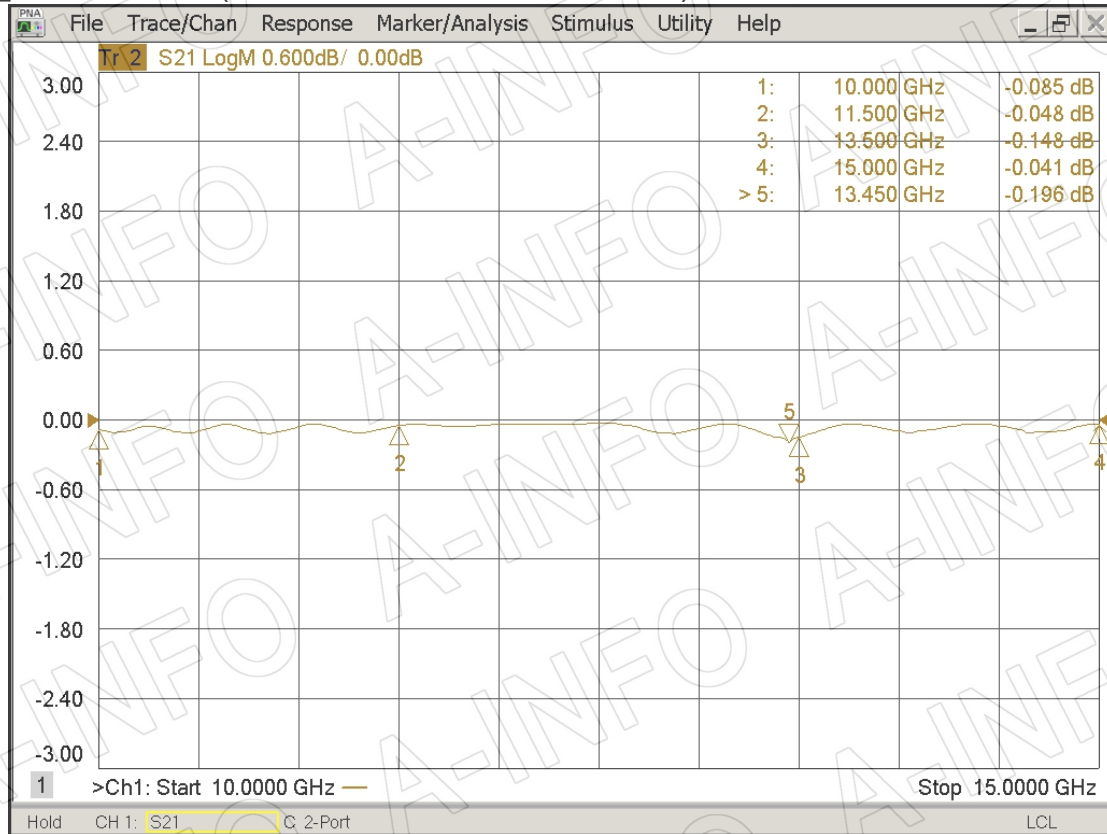 PNA File Trace/Chan Response Marker/Analysis Stimulus Utility Help
Tr 2 S21 LogM 0.600dB/ 0.00dB
3.00
2.40
1.80
1.20
0.60
0.00
-0.60
-1.20
-1.80
-2.40
-3.00
1: 10.000 GHz -0.085 dB
2: 11.500 GHz -0.048 dB
3: 13.500 GHz -0.148 dB
4: 15.000 GHz -0.041 dB
> 5: 13.450 GHz -0.196 dB
1
2
5
3
4
1 >Ch1: Start 10.0000 GHz Stop 15.0000 GHz
Hold CH 1: S21 C 2-Port LCL
A-INFO